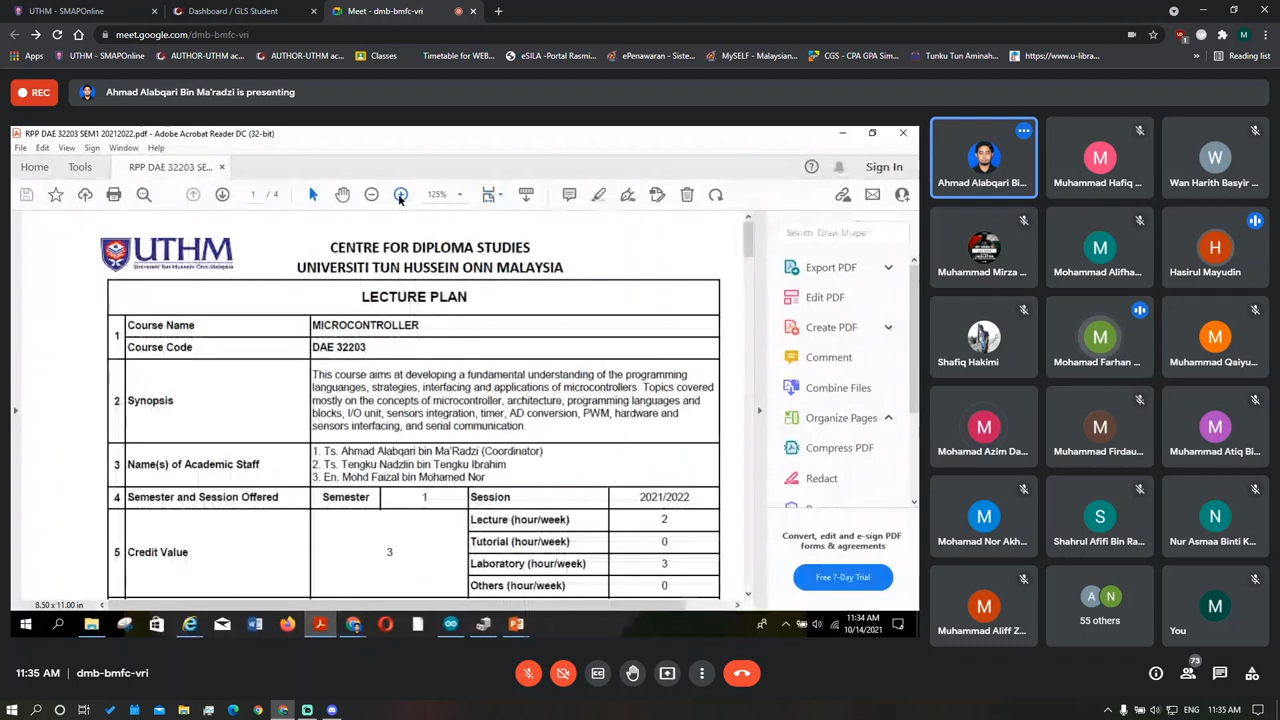 UTHM - SMAPOnline
Dashboard / GLS Student
Meet - dmb-bmfc-vri
meet.google.com/dmb-bmfc-vri
Apps
UTHM - SMAPOnline
AUTHOR-UTHM ac...
AUTHOR-UTHM ac...
Classes
Timetable for WEB...
eSILA -Portal Rasmi...
ePenawaran - Siste...
MySELF - Malaysian...
CGS - CPA GPA Sim...
Tunku Tun Aminah...
https://www.u-libra...
»
Reading list
REC
Ahmad Alabqari Bin Ma'radzi is presenting
RPP DAE 32203 SEM1 20212022.pdf - Adobe Acrobat Reader DC (32-bit)
File Edit View Sign Window Help
Home
Tools
RPP DAE 32203 SE...
Sign In
1 / 4
125%
UTHM
Universiti Tun Hussein Onn Malaysia
CENTRE FOR DIPLOMA STUDIES
UNIVERSITI TUN HUSSEIN ONN MALAYSIA
LECTURE PLAN
1
Course Name
MICROCONTROLLER
Course Code
DAE 32203
2
Synopsis
This course aims at developing a fundamental understanding of the programming
languanges, strategies, interfacing and applications of microcontrollers. Topics covered
mostly on the concepts of microcontroller, architecture, programming languages and
blocks, I/O unit, sensors integration, timer, AD conversion, PWM, hardware and
sensors interfacing, and serial communication.
3
Name(s) of Academic Staff
1. Ts. Ahmad Alabqari bin Ma'Radzi (Coordinator)
2. Ts. Tengku Nadzlin bin Tengku Ibrahim
3. En. Mohd Faizal bin Mohamed Nor
4
Semester and Session Offered
Semester
1
Session
2021/2022
5
Credit Value
3
Lecture (hour/week)
2
Tutorial (hour/week)
0
Laboratory (hour/week)
3
Others (hour/week)
0
8.50 x 11.00 in
Export PDF
Edit PDF
Create PDF
Comment
Combine Files
Organize Pages
Compress PDF
Redact
Convert, edit and e-sign PDF
forms & agreements
Free 7-Day Trial
11:34 AM
10/14/2021
Ahmad Alabqari Bi...
M
Muhammad Hafiq ...
W
Wan Harith Basyir ...
Muhammad Mirza ...
M
Mohammad Alifha...
H
Hasirul Mayudin
Shafiq Hakimi
M
Mohamad Farhan ...
M
Muhammad Qaiyu...
M
Mohamad Azim Da...
M
Muhammad Firdau...
M
Muhammad Atiq Bi...
M
Mohamad Nor Akh...
S
Shahrul Afifi Bin Ra...
N
Nur Asmaa Binti K...
M
Muhammad Aliff Z...
A N
55 others
M
You
11:35 AM
dmb-bmfc-vri
73
ENG
11:35 AM